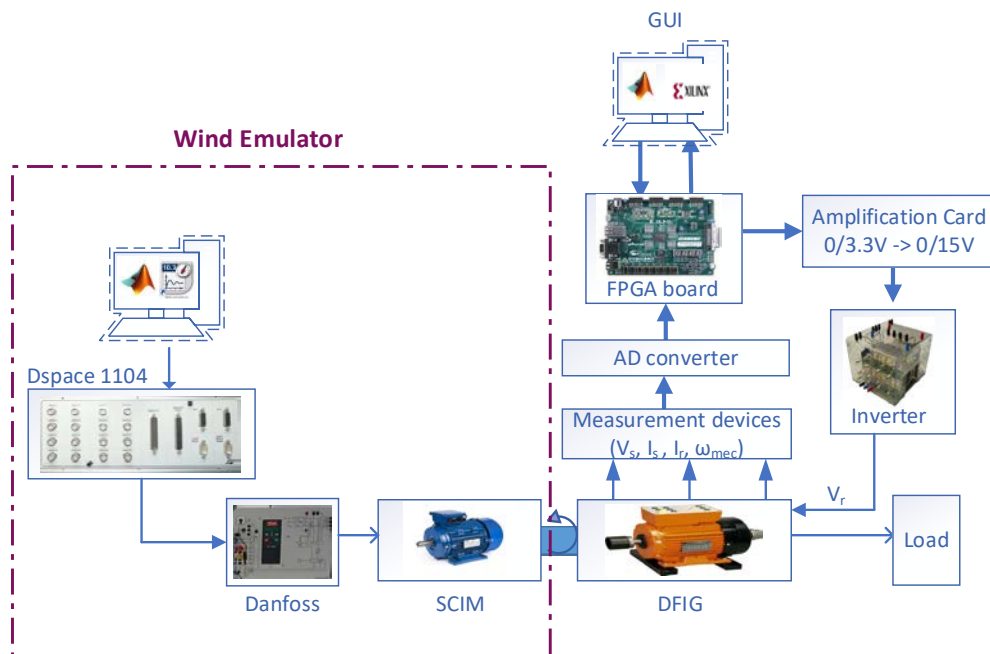 GUI
XILINX
Wind Emulator
Amplification Card
0/3.3V -> 0/15V
FPGA board
AD converter
Dspace 1104
Measurement devices
(Vs, Is , Ir, ωmec)
Inverter
Vr
Load
Danfoss
SCIM
DFIG